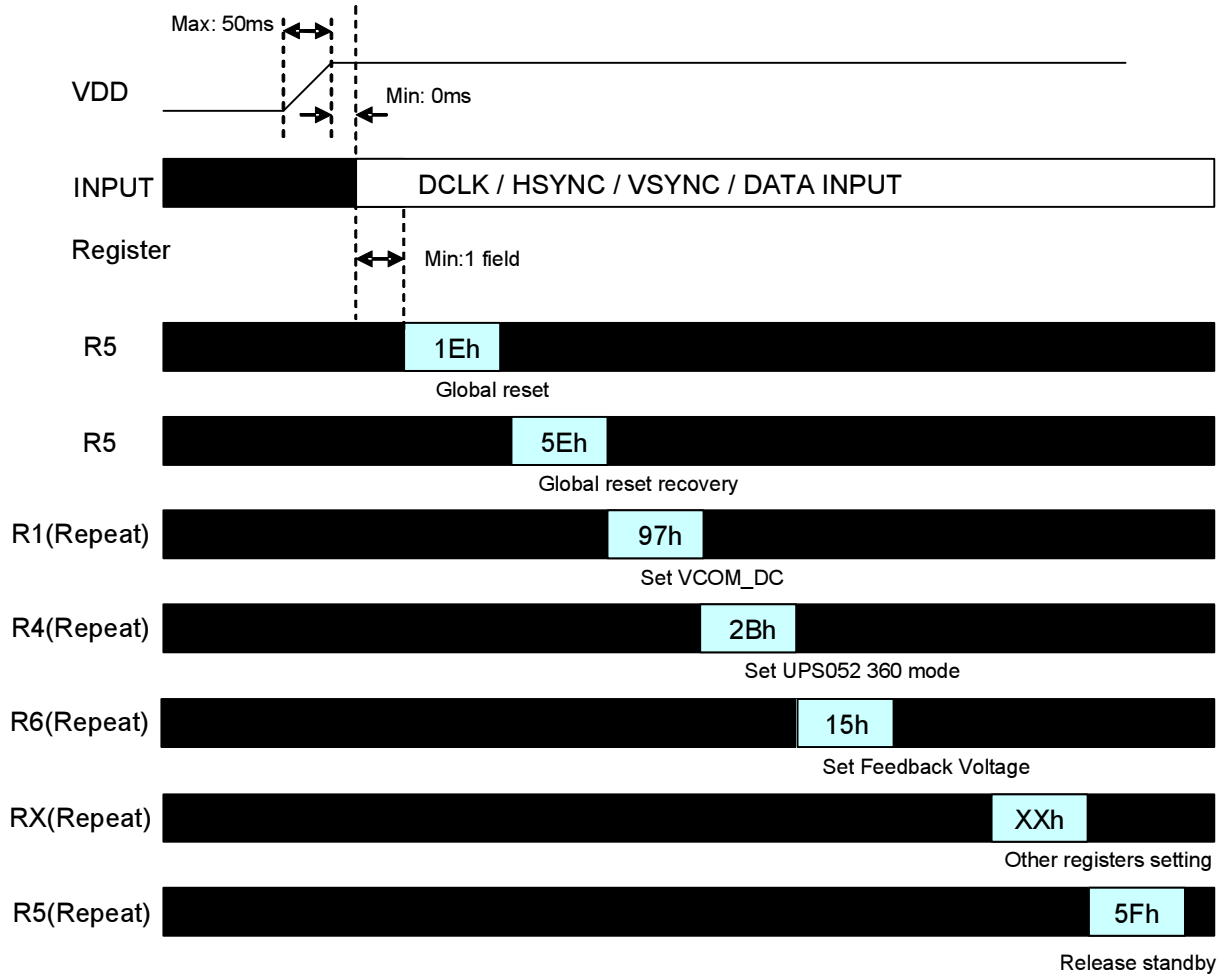 Max: 50ms
VDD
Min: 0ms
INPUT
DCLK / HSYNC / VSYNC / DATA INPUT
Register
Min:1 field
R5
1Eh
Global reset
R5
5Eh
Global reset recovery
R1(Repeat)
97h
Set VCOM_DC
R4(Repeat)
2Bh
Set UPS052 360 mode
R6(Repeat)
15h
Set Feedback Voltage
RX(Repeat)
XXh
Other registers setting
R5(Repeat)
5Fh
Release standby